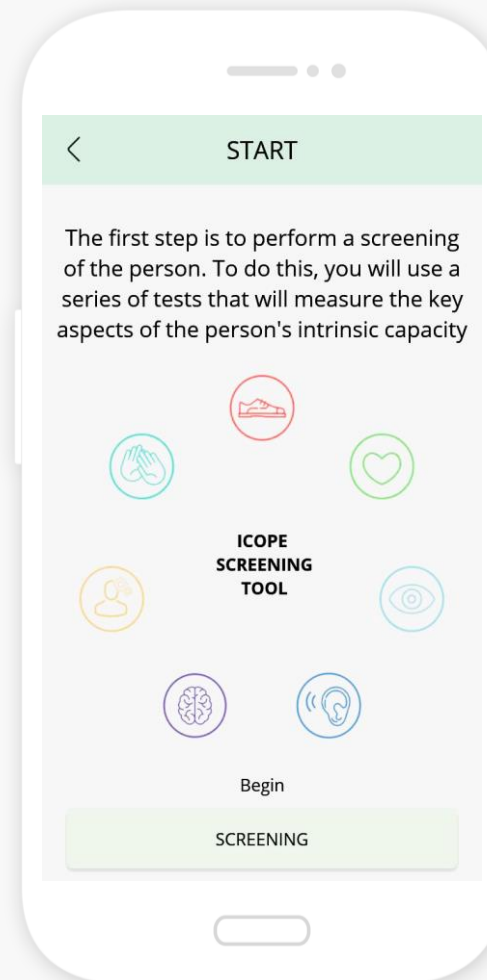 START
The first step is to perform a screening
of the person. To do this, you will use a
series of tests that will measure the key
aspects of the person's intrinsic capacity
ICOPE
SCREENING
TOOL
Begin
SCREENING